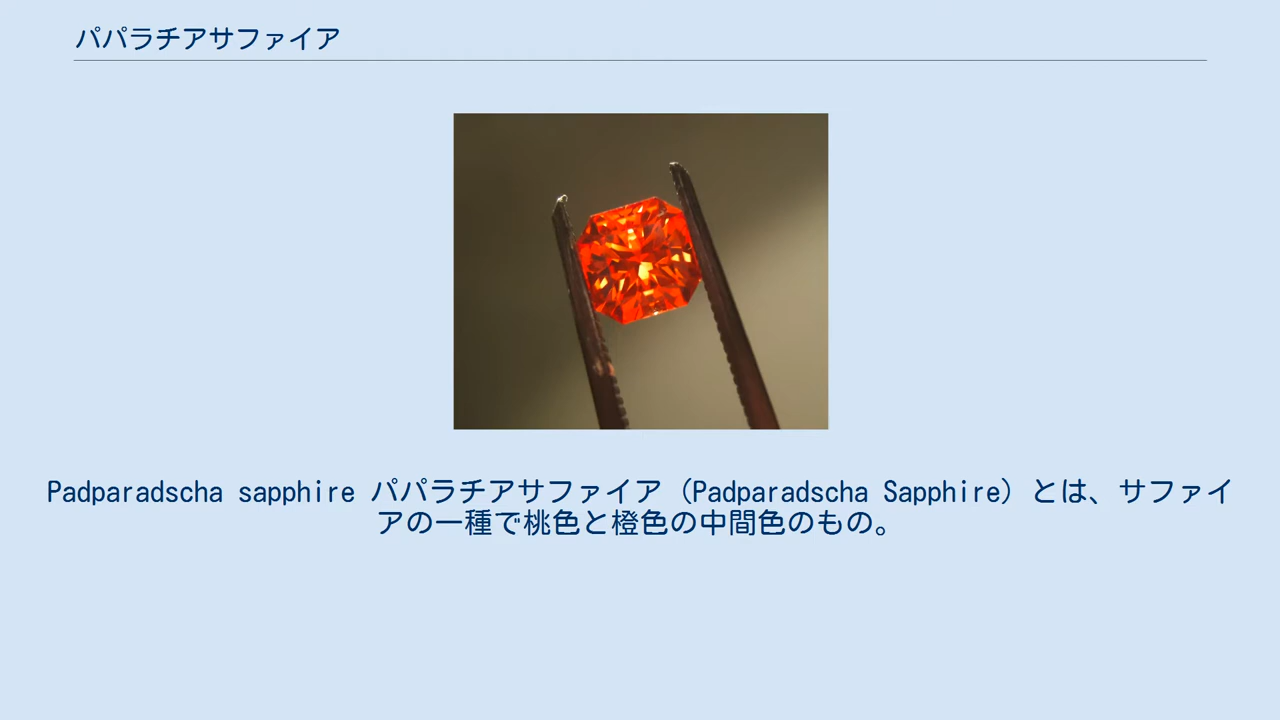 パパラチアサファイア
Padparadscha sapphire パパラチアサファイア（Padparadscha Sapphire）とは、サファイ
アの一種で桃色と橙色の中間色のもの。